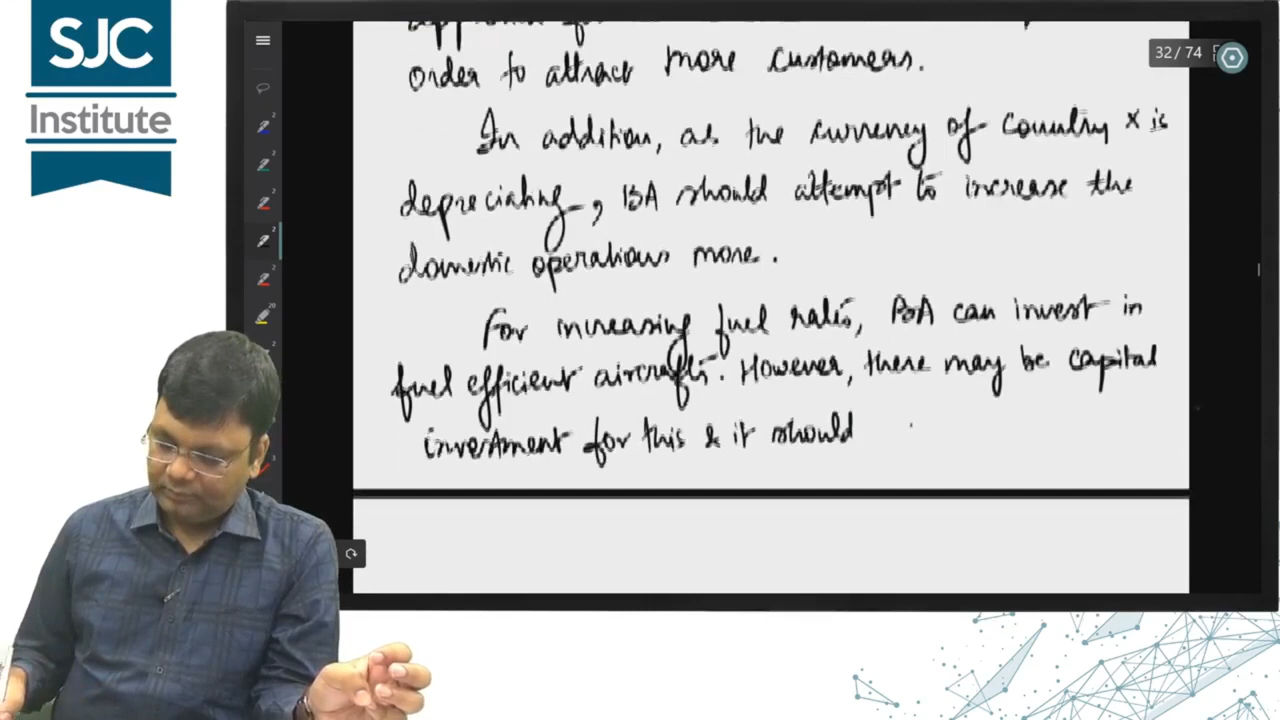 SJC
Institute
32 / 74
order to attract more customers.
In addition, as the currency of country X is
depreciating, BA should attempt to increase the
domestic operations more.
For increasing fuel rates, BA can invest in
fuel efficient aircrafts. However, there may be capital
investment for this & it should